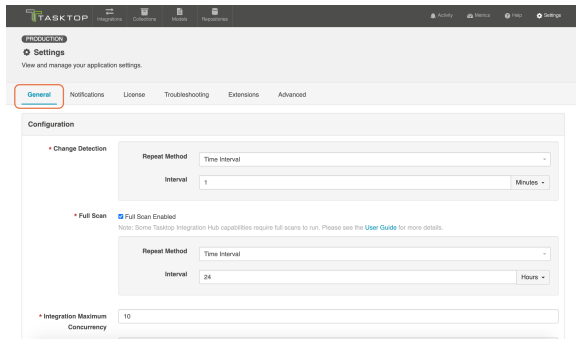 TASKTOP Integrations Collections Models Repositories Activity Metrics Help Settings
PRODUCTION
Settings
View and manage your application settings.
General Notifications License Troubleshooting Extensions Advanced
Configuration
* Change Detection
Repeat Method Time Interval
Interval 1 Minutes
* Full Scan Full Scan Enabled
Note: Some Tasktop Integration Hub capabilities require full scans to run. Please see the User Guide for more details.
Repeat Method Time Interval
Interval 24 Hours
* Integration Maximum 10
Concurrency